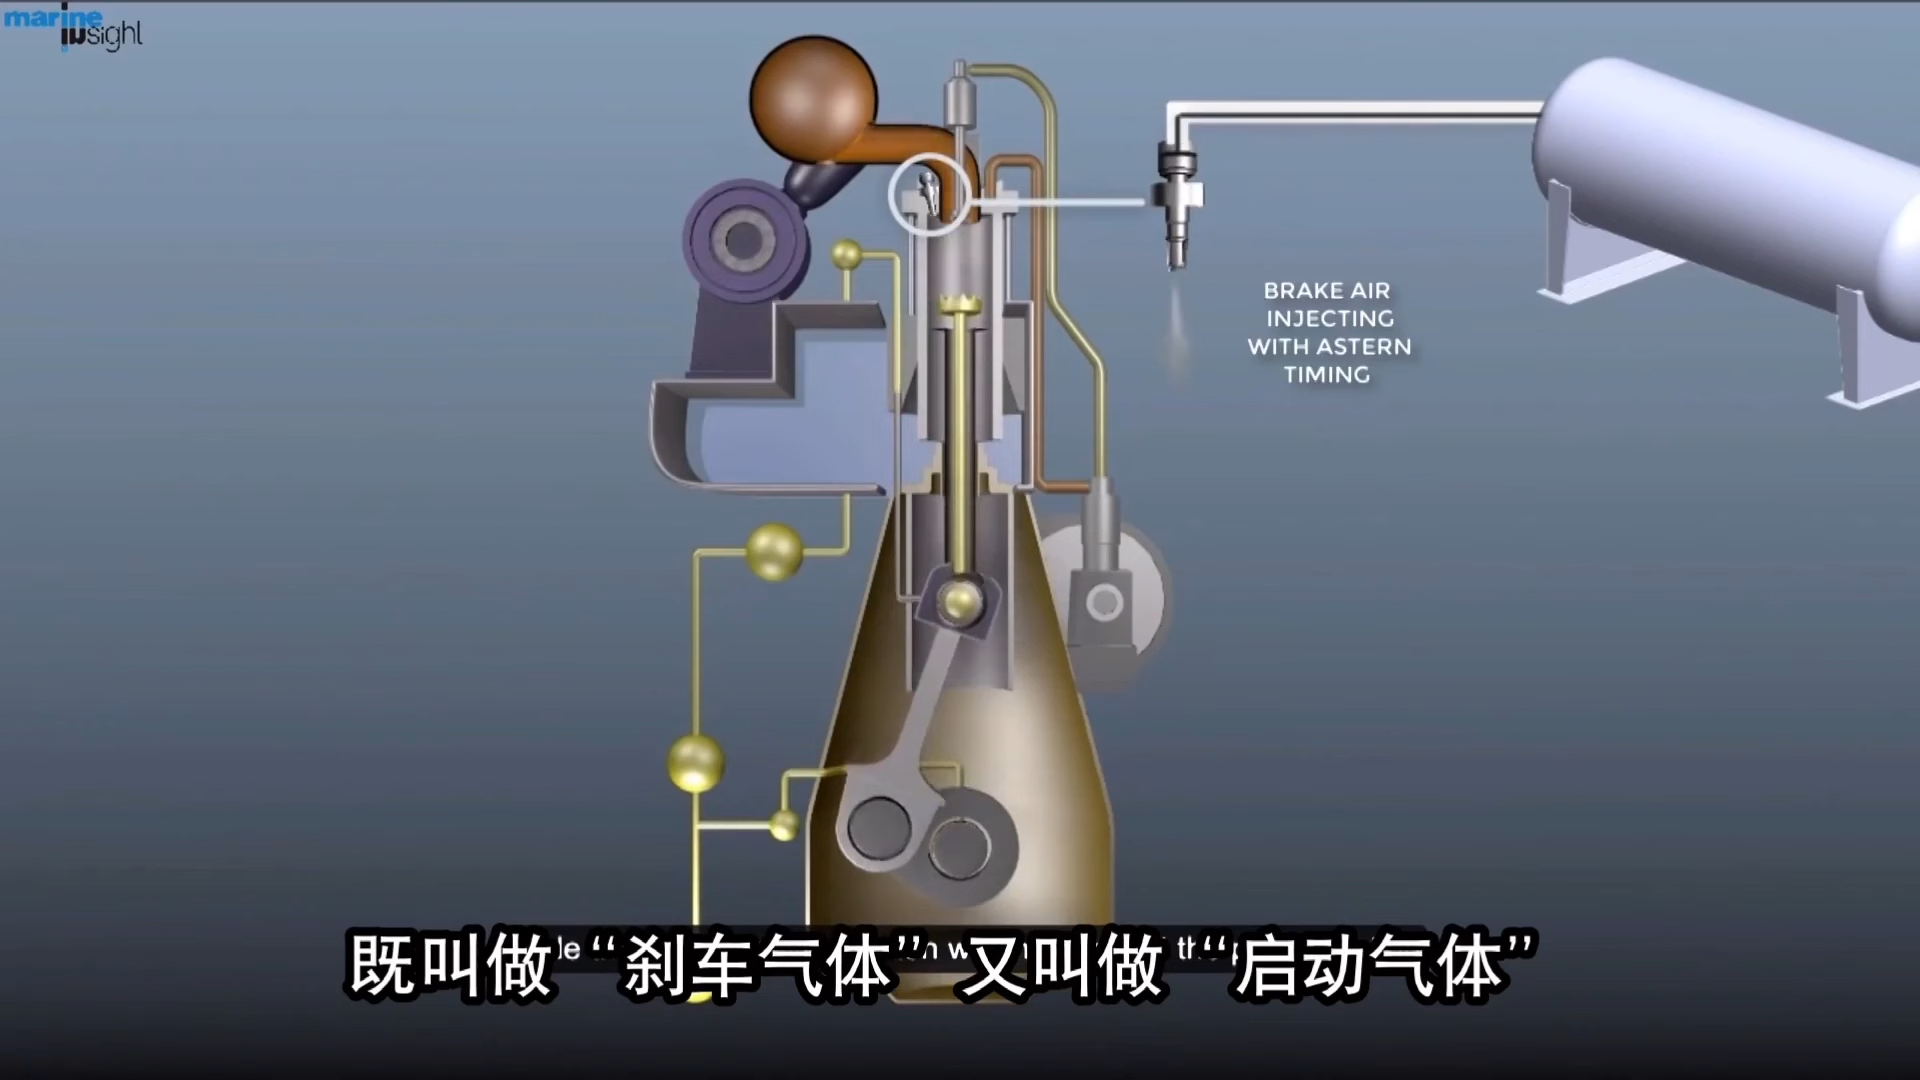 marine
insight
BRAKE AIR
INJECTING
WITH ASTERN
TIMING
既叫做“刹车气体” 又叫做“启动气体”